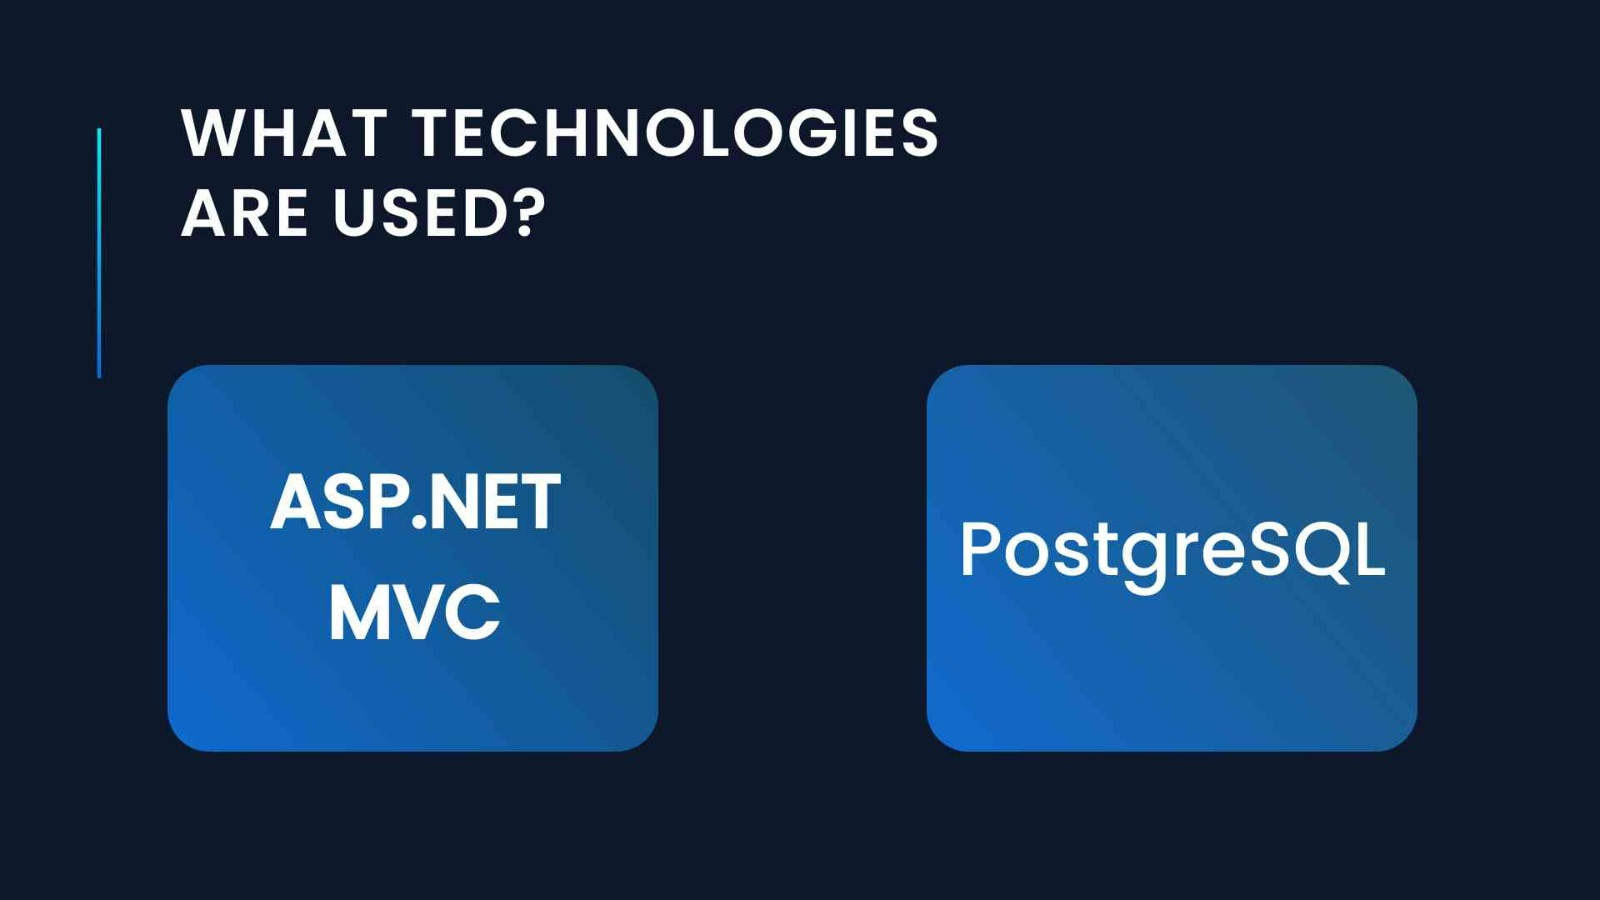 WHAT TECHNOLOGIES
ARE USED?
ASP.NET
MVC
PostgreSQL